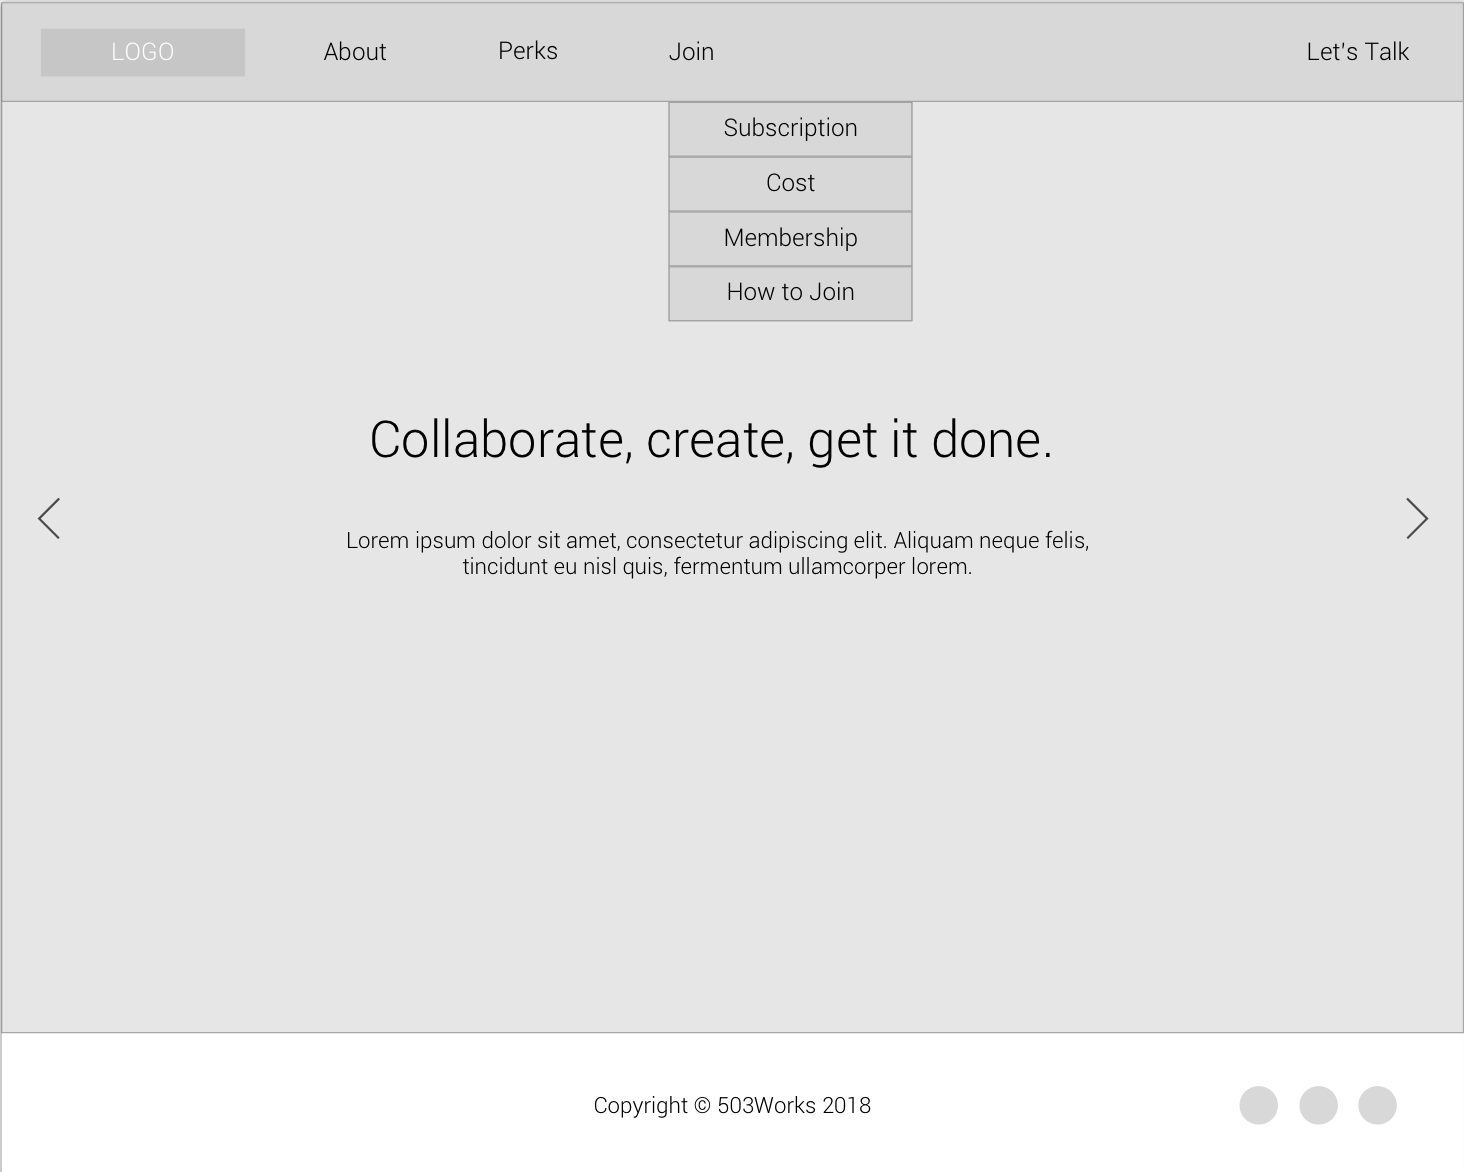 LOGO
About
Perks
Join
Let's Talk
Subscription
Cost
Membership
How to Join
Collaborate, create, get it done.
Lorem ipsum dolor sit amet, consectetur adipiscing elit. Aliquam neque felis,
tincidunt eu nisl quis, fermentum ullamcorper lorem.
Copyright © 503Works 2018